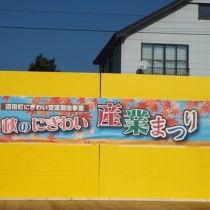 沼田町にぎわい交流創出事業
秋のにぎわい 産業まつり